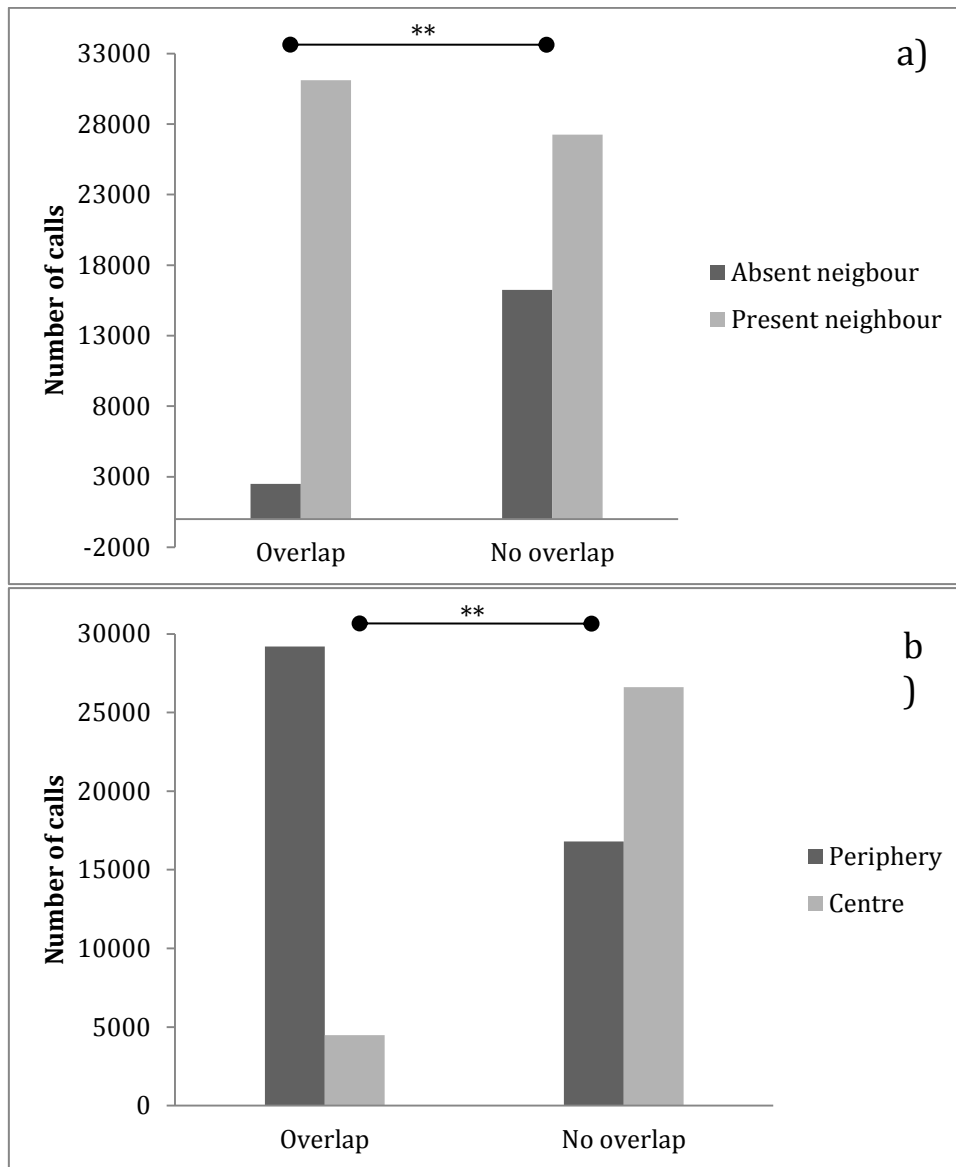 **
a)
33000
28000
23000
18000
13000
8000
3000
-2000
Number of calls
Absent neigbour
Present neighbour
Overlap
No overlap
**
b
)
30000
25000
20000
15000
10000
5000
0
Number of calls
Periphery
Centre
Overlap
No overlap